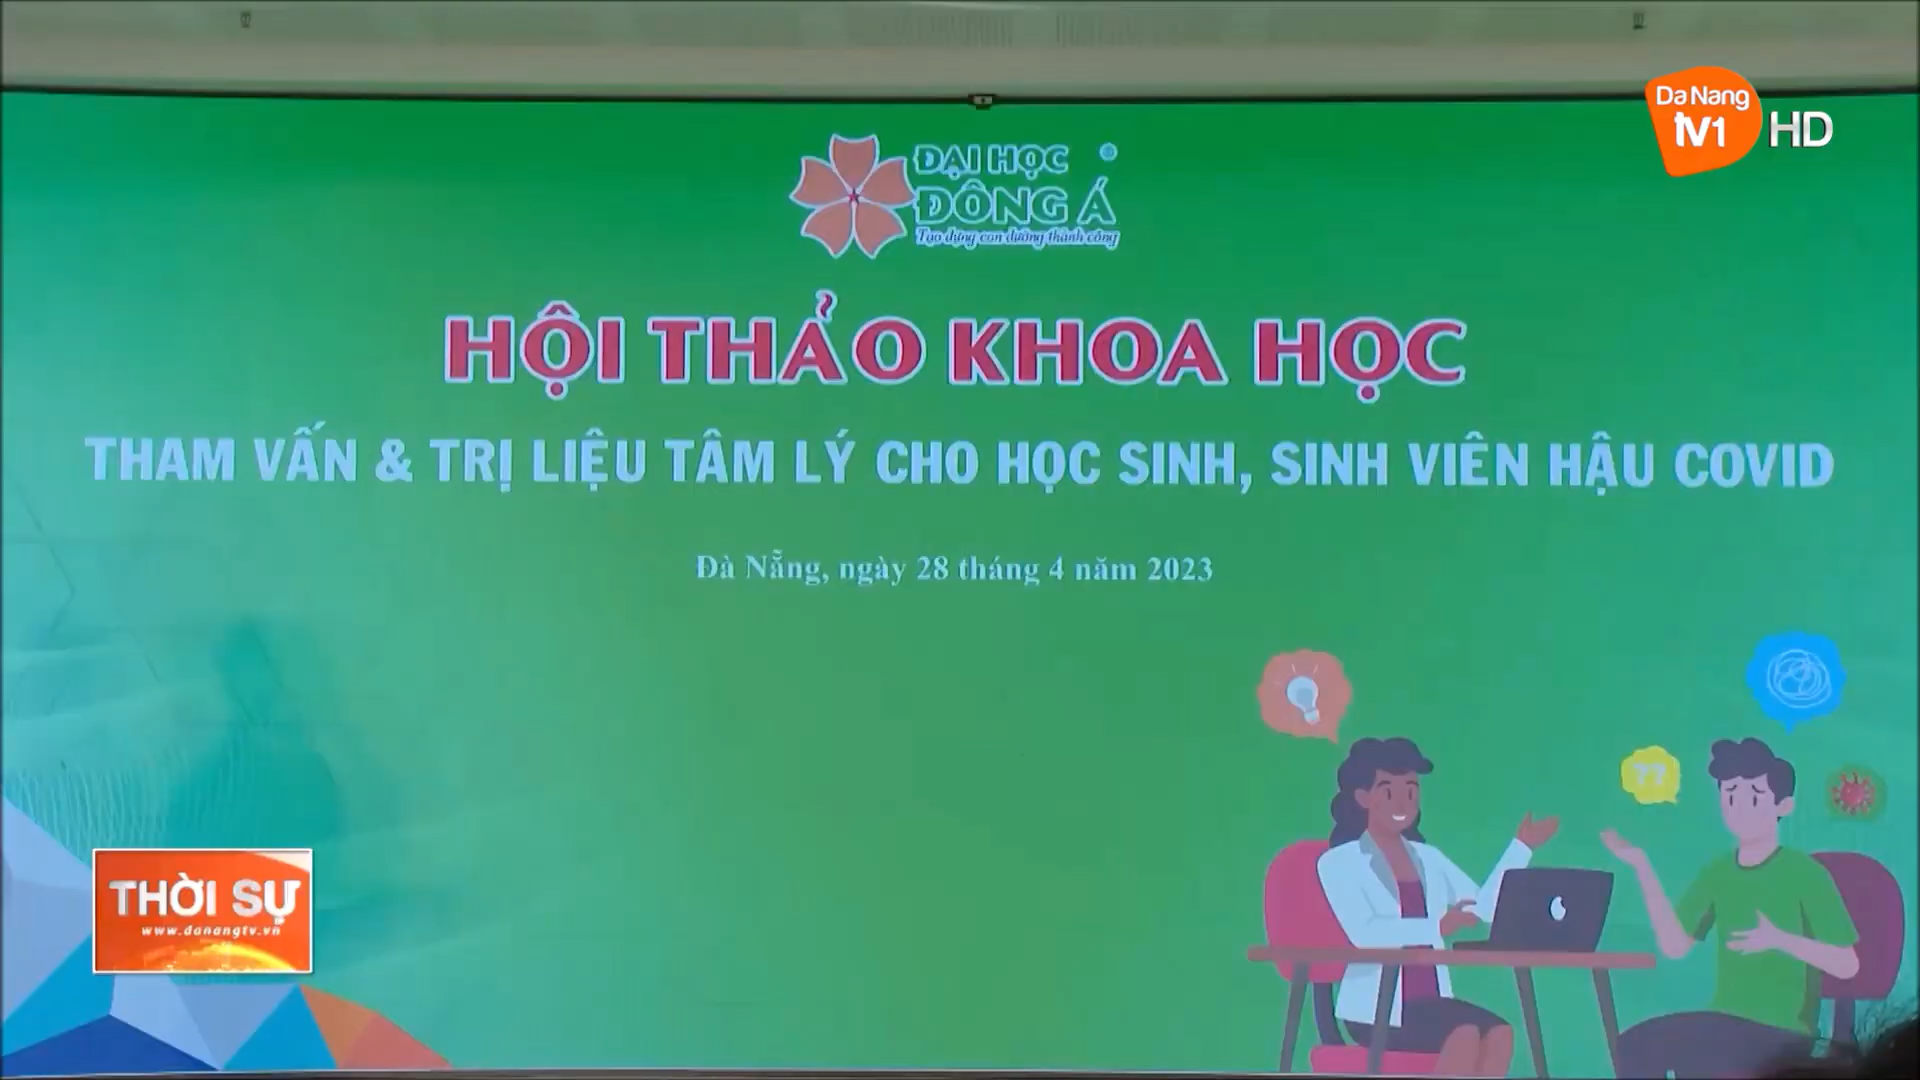 Da Nang
tv1 HD
ĐẠI HỌC
ĐÔNG Á
Tạo dựng con đường thành công
HỘI THẢO KHOA HỌC
THAM VẤN & TRỊ LIỆU TÂM LÝ CHO HỌC SINH, SINH VIÊN HẬU COVID
Đà Nẵng, ngày 28 tháng 4 năm 2023
??
THỜI SỰ
www.danangtv.vn